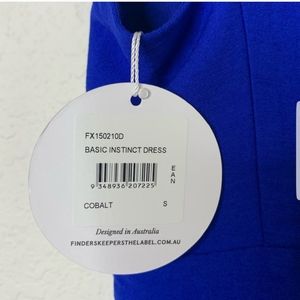 FX150210D
BASIC INSTINCT DRESS
EAN
9 348936 207225
COBALT S
Designed in Australia
FINDERSKEEPERSTHELABEL.COM.AU